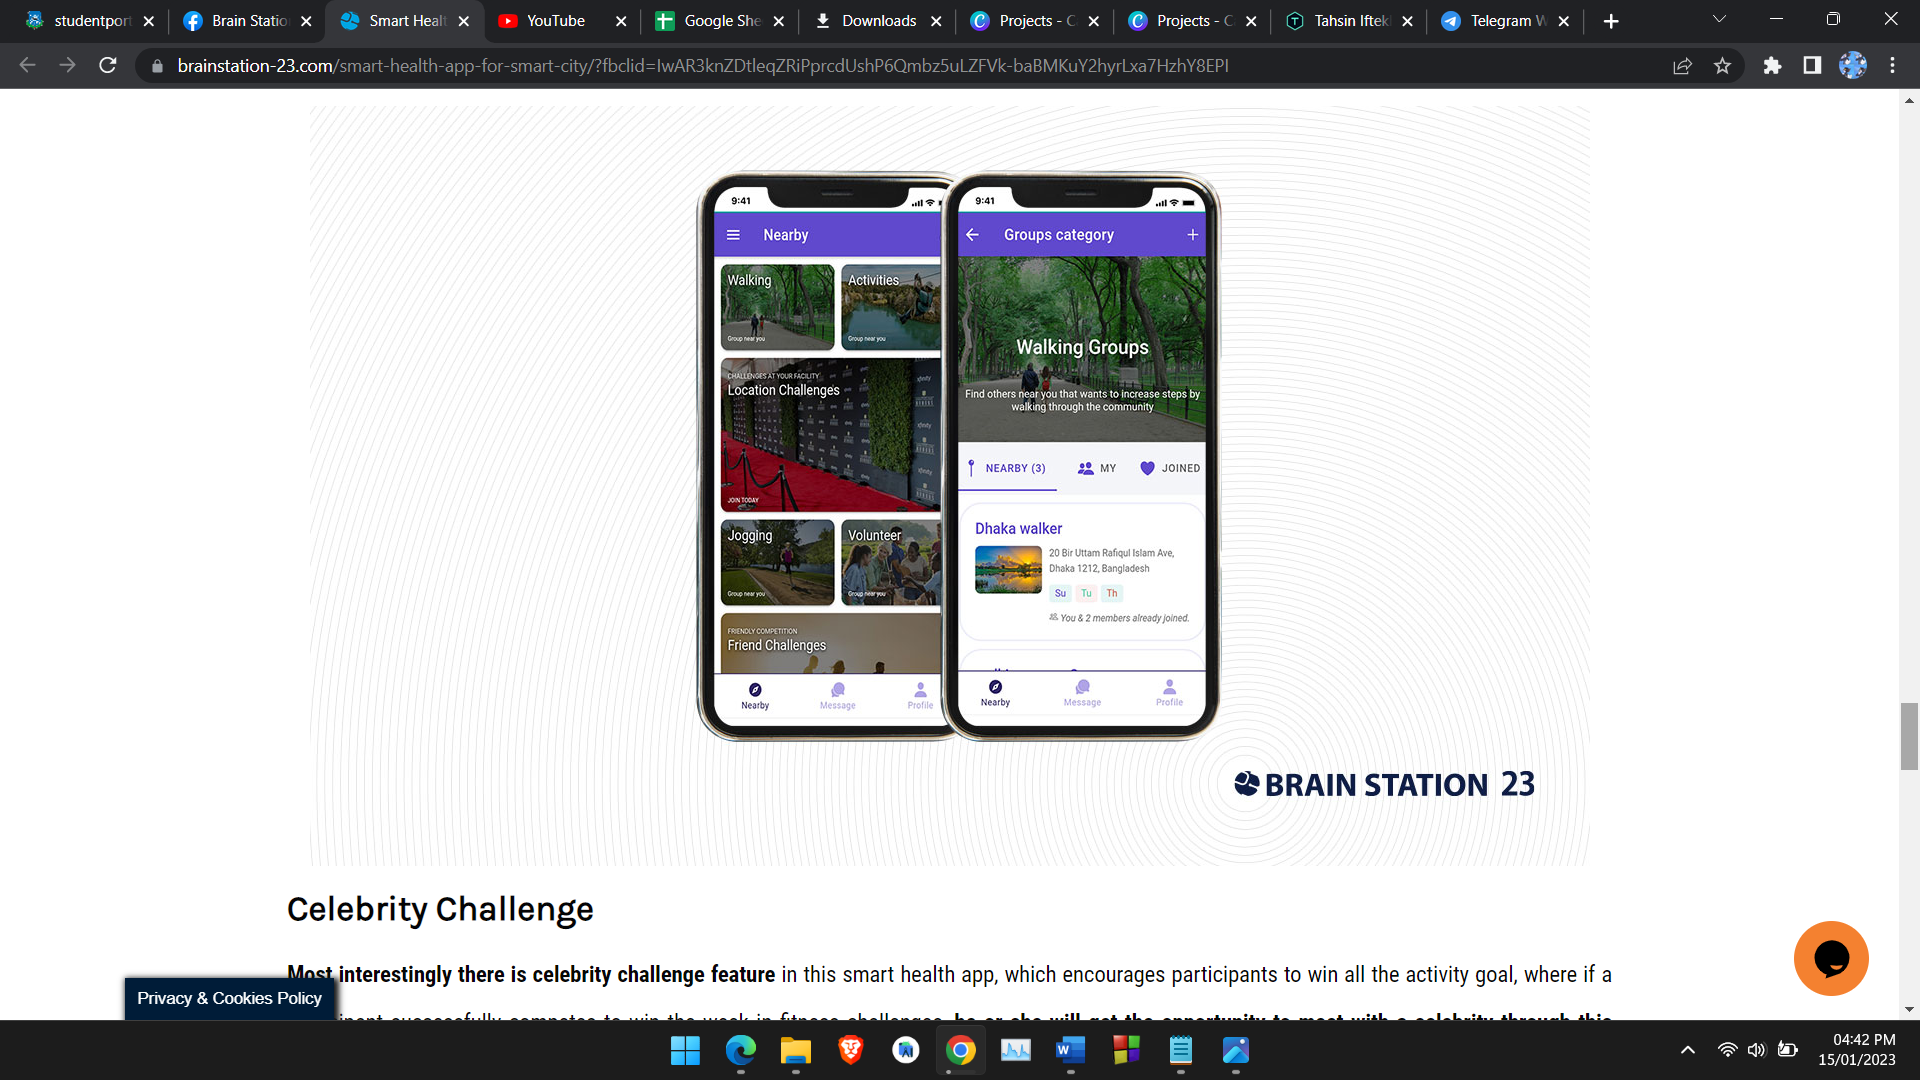 studentport
Brain Statio
Smart Healt
YouTube
Google She
Downloads
Projects - C
Projects - C
Tahsin Iftek
Telegram W
brainstation-23.com/smart-health-app-for-smart-city/?fbclid=IwAR3knZDtleqZRiPprcdUshP6Qmbz5uLZFVk-baBMKuY2hyrLxa7HzhY8EPI
9:41
Nearby
Walking
Group near you
Activities
Group near you
CHALLENGES AT YOUR FACILITY
Location Challenges
JOIN TODAY
Jogging
Group near you
Volunteer
Group near you
FRIENDLY COMPETITION
Friend Challenges
Nearby
Message
Profile
9:41
Groups category
Walking Groups
Find others near you that wants to increase steps by
walking through the community
NEARBY (3)
MY
JOINED
Dhaka walker
20 Bir Uttam Rafiqul Islam Ave,
Dhaka 1212, Bangladesh
Su Tu Th
You & 2 members already joined.
Nearby
Message
Profile
BRAIN STATION 23
Celebrity Challenge
Most interestingly there is celebrity challenge feature in this smart health app, which encourages participants to win all the activity goal, where if a
Privacy & Cookies Policy
04:42 PM
15/01/2023